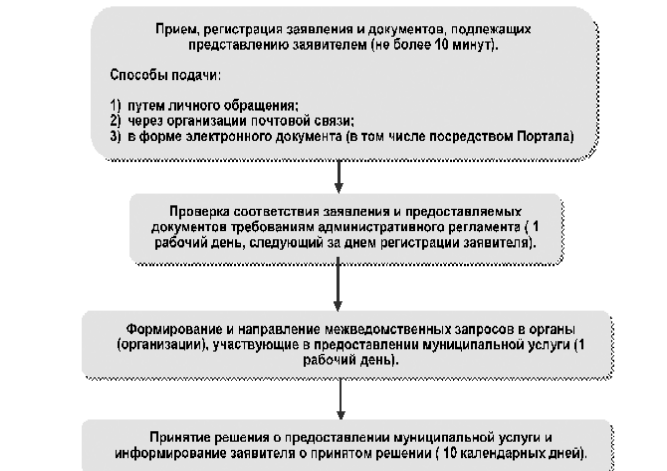 Прием, регистрация заявления и документов, подлежащих
представлению заявителем (не более 10 минут).
Способы подачи:
1) путем личного обращения;
2) через организации почтовой связи;
3) в форме электронного документа (в том числе посредством Портала)
Проверка соответствия заявления и предоставляемых
документов требованиям административного регламента ( 1
рабочий день, следующий за днем регистрации заявителя).
Формирование и направление межведомственных запросов в органы
(организации), участвующие в предоставлении муниципальной услуги (1
рабочий день).
Принятие решения о предоставлении муниципальной услуги и
информирование заявителя о принятом решении ( 10 календарных дней).